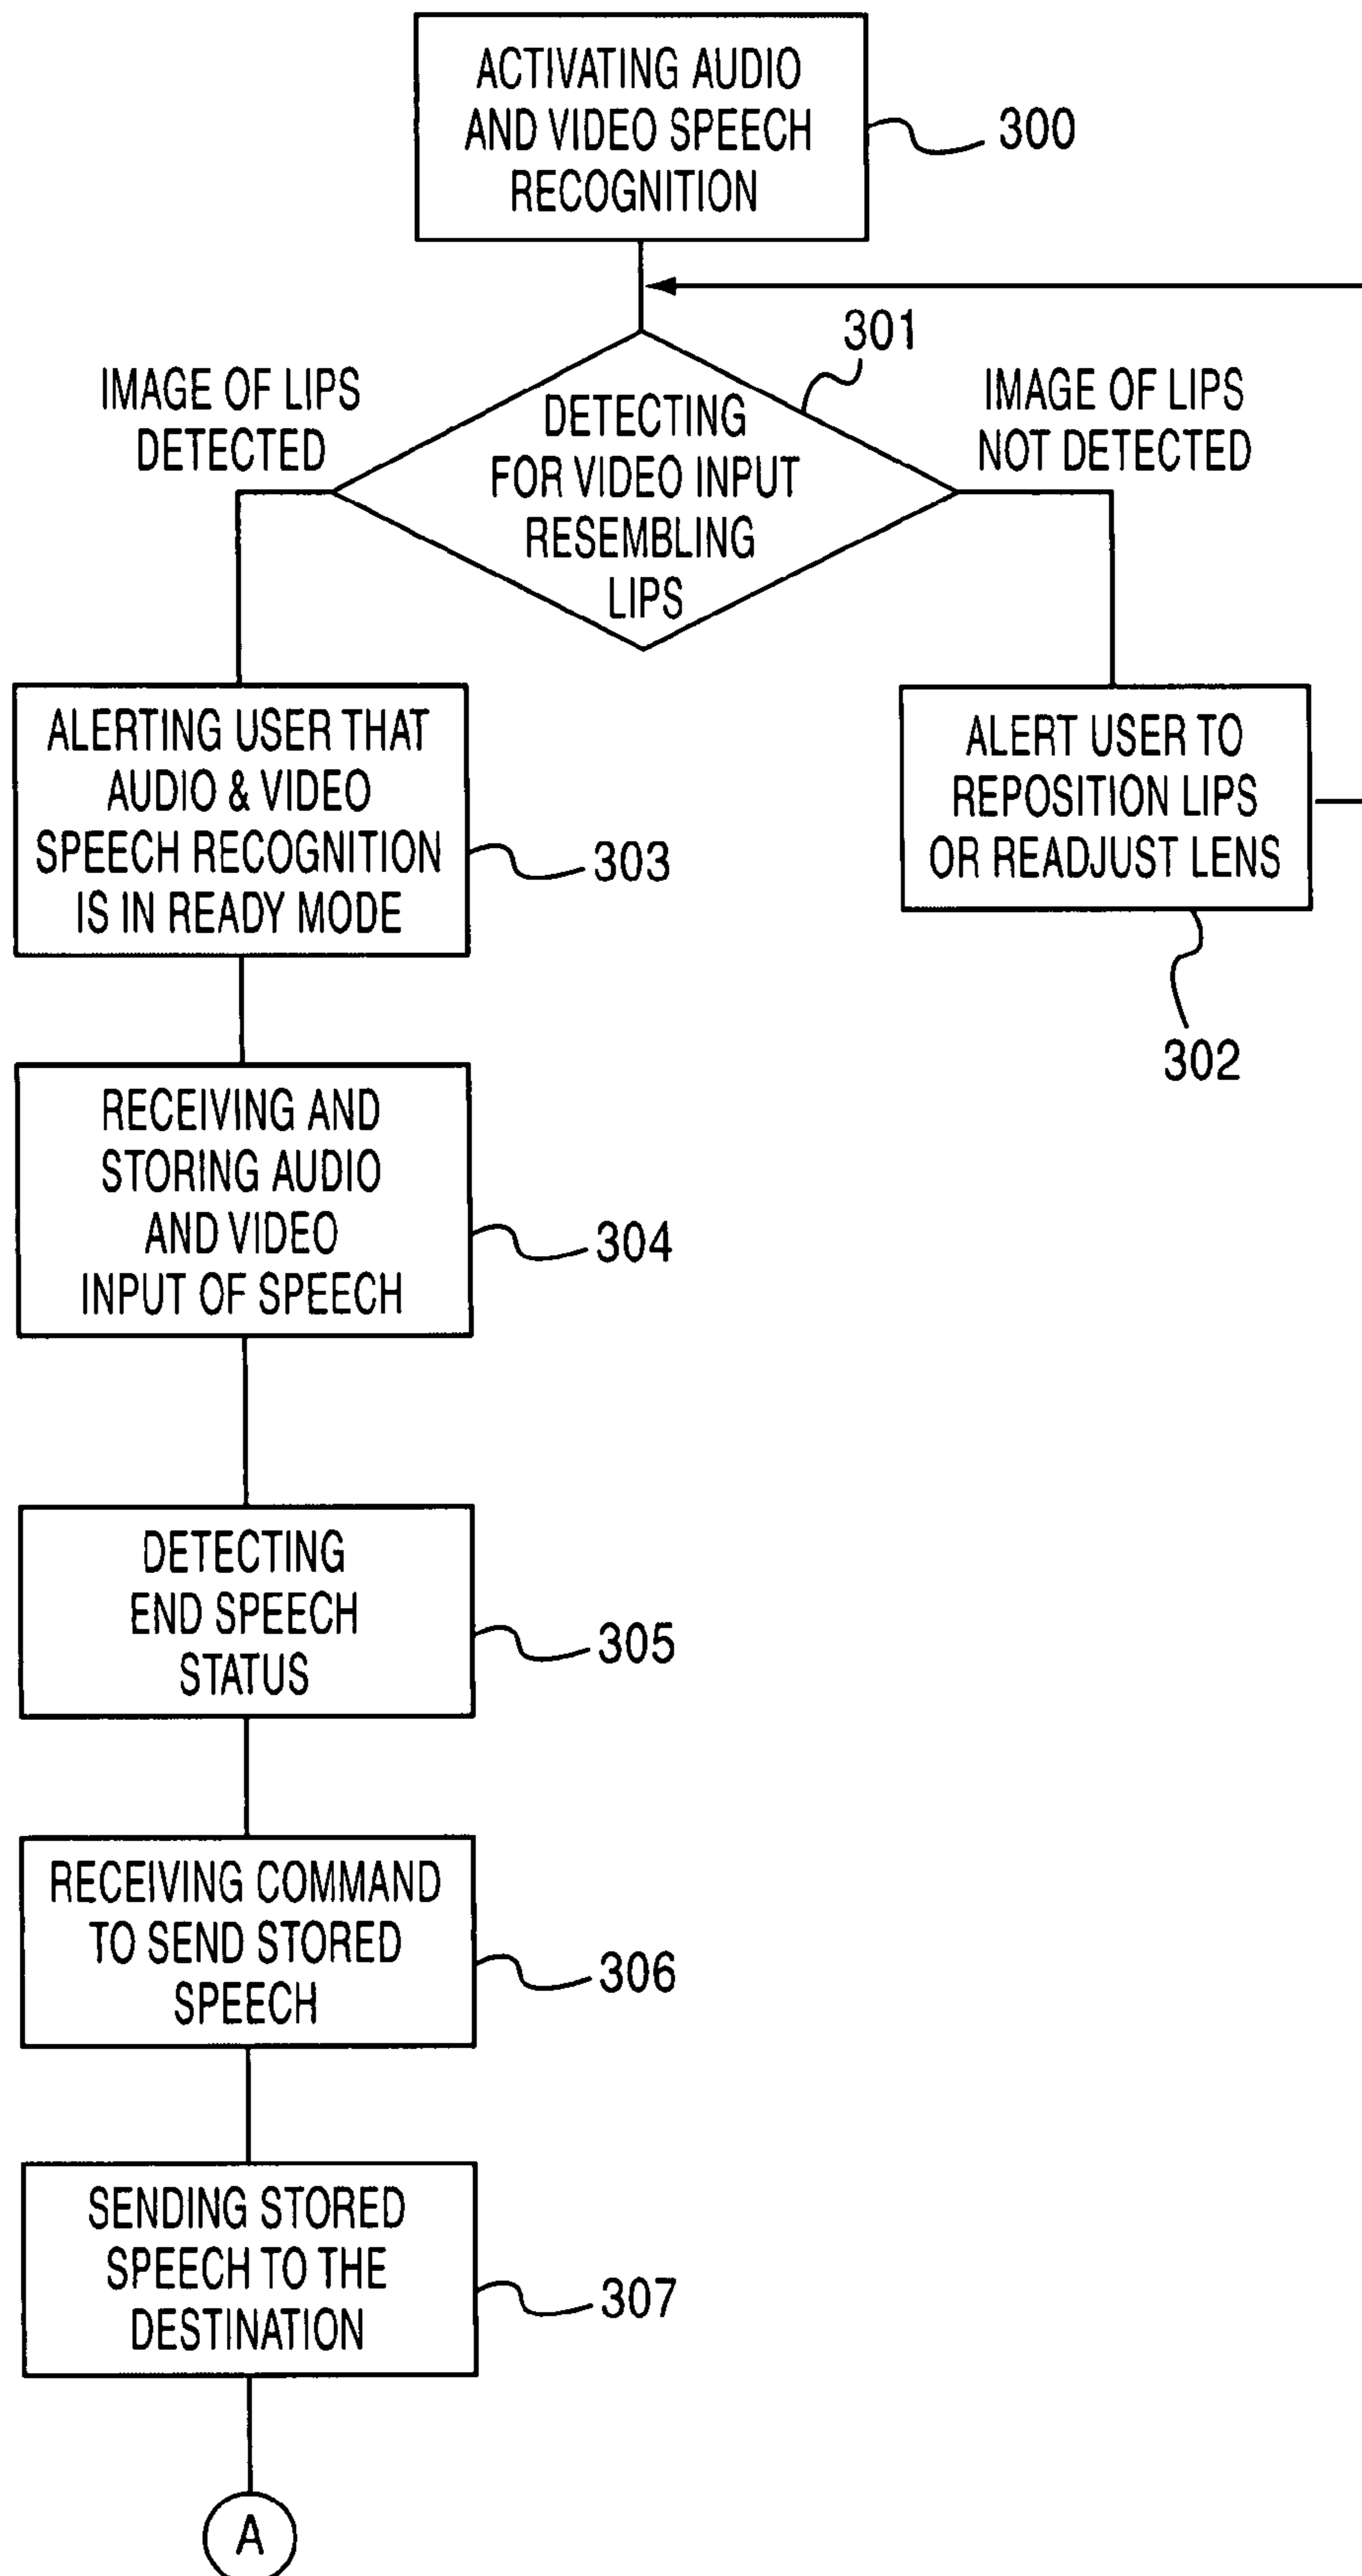 ACTIVATING AUDIO
AND VIDEO SPEECH
RECOGNITION
300
301
IMAGE OF LIPS
DETECTED
DETECTING
FOR VIDEO INPUT
RESEMBLING
LIPS
IMAGE OF LIPS
NOT DETECTED
ALERTING USER THAT
AUDIO & VIDEO
SPEECH RECOGNITION
IS IN READY MODE
303
ALERT USER TO
REPOSITION LIPS
OR READJUST LENS
302
RECEIVING AND
STORING AUDIO
AND VIDEO
INPUT OF SPEECH
304
DETECTING
END SPEECH
STATUS
305
RECEIVING COMMAND
TO SEND STORED
SPEECH
306
SENDING STORED
SPEECH TO THE
DESTINATION
307
A